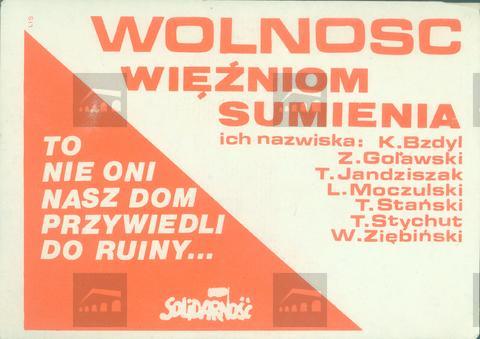 WOLNOSC
WIĘŹNIOM
SUMIENIA
ich nazwiska: K.Bzdyl
Z.Goławski
T.Jandziszak
L.Moczulski
T.Stański
T.Stychut
W.Ziębiński
TO
NIE ONI
NASZ DOM
PRZYWIEDLI
DO RUINY...
SOLIDARNOŚĆ
LIS